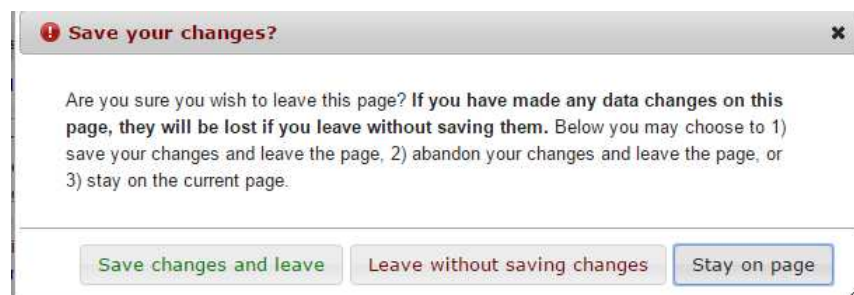 Save your changes?
Are you sure you wish to leave this page? If you have made any data changes on this
page, they will be lost if you leave without saving them. Below you may choose to 1)
save your changes and leave the page, 2) abandon your changes and leave the page, or
3) stay on the current page.
Save changes and leave Leave without saving changes Stay on page